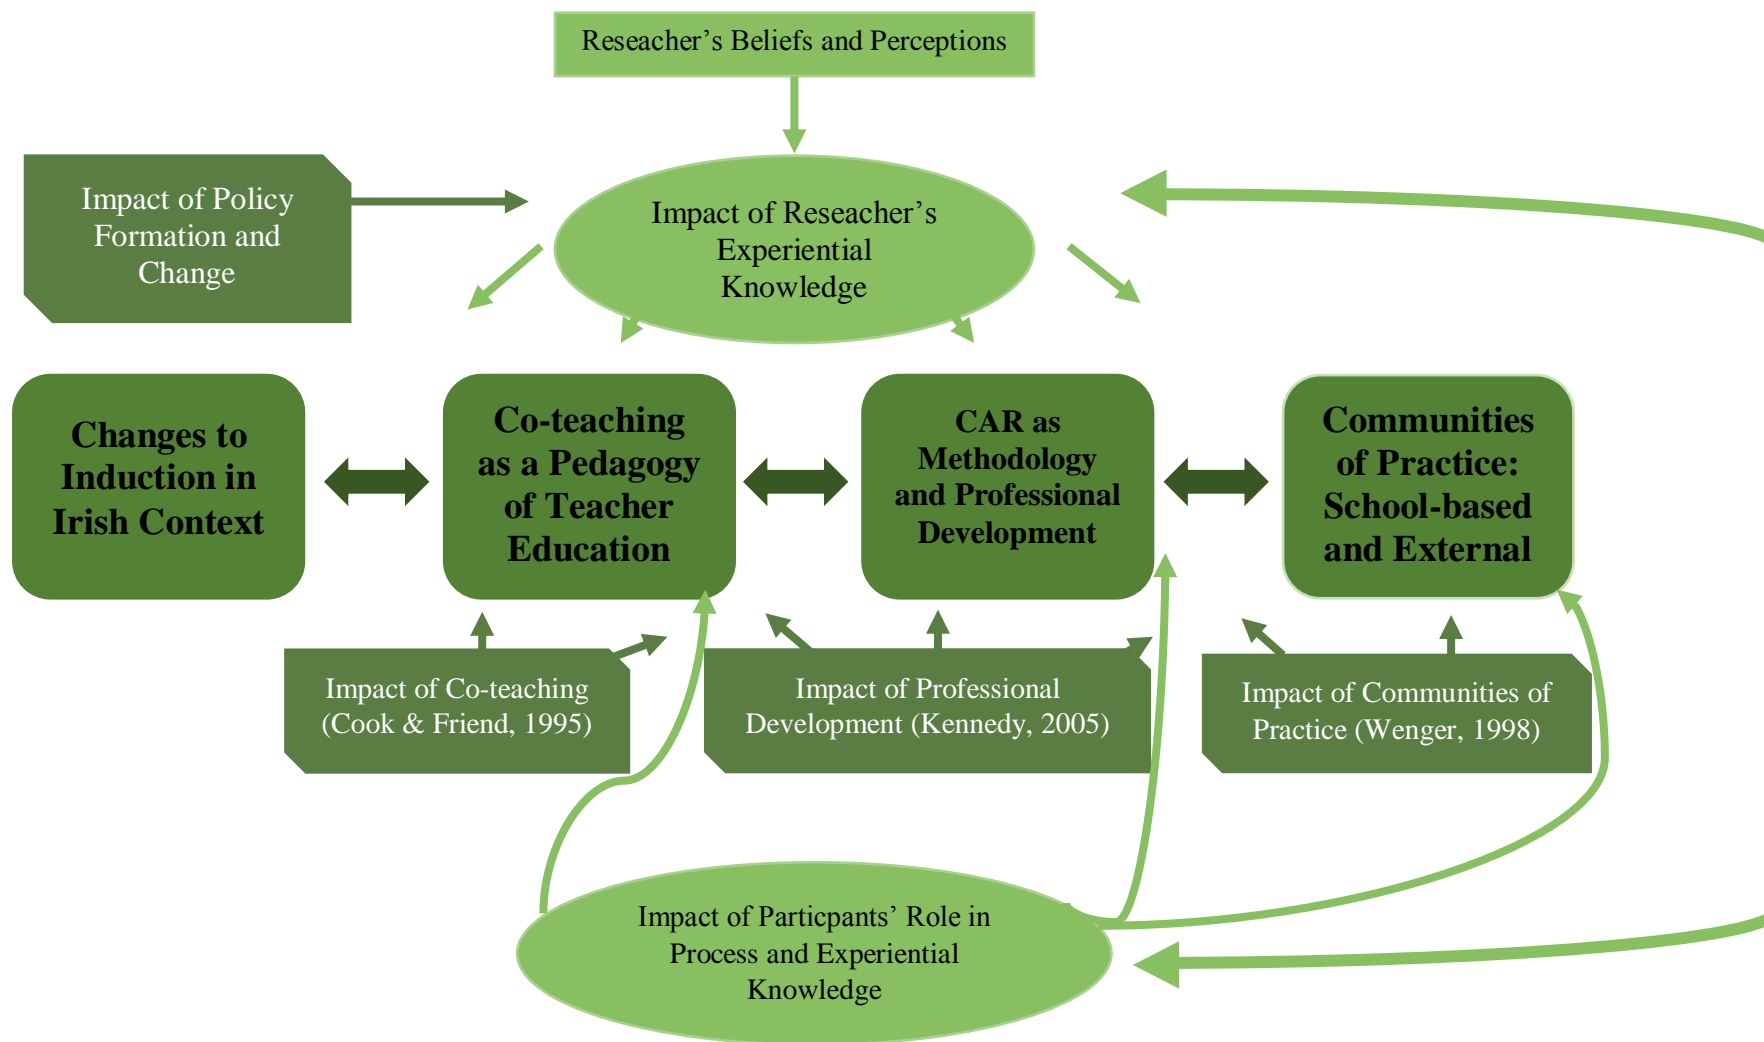 Reseacher’s Beliefs and Perceptions
Impact of Policy
Formation and
Change
Impact of Reseacher’s
Experiential
Knowledge
Changes to
Induction in
Irish Context
Co-teaching
as a Pedagogy
of Teacher
Education
CAR as
Methodology
and Professional
Development
Communities
of Practice:
School-based
and External
Impact of Co-teaching
(Cook & Friend, 1995)
Impact of Professional
Development (Kennedy, 2005)
Impact of Communities of
Practice (Wenger, 1998)
Impact of Particpants’ Role in
Process and Experiential
Knowledge